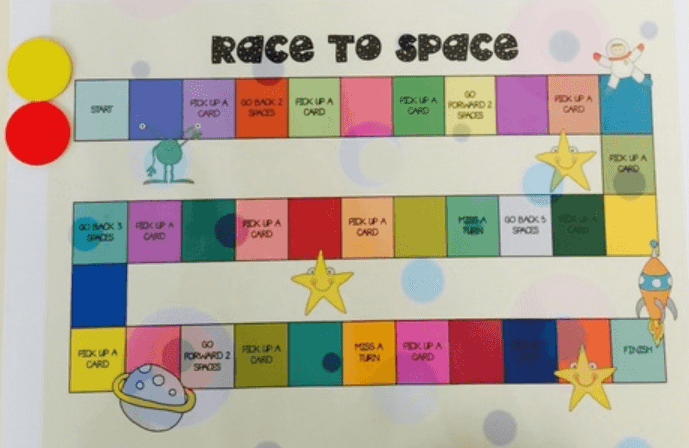 RACE TO SPACE
START
PICK UP A
CARD
GO BACK 2
SPACES
PICK UP A
CARD
PICK UP A
CARD
GO
FORWARD 2
SPACES
PICK UP A
CARD
PICK UP A
CARD
GO BACK 3
SPACES
PICK UP A
CARD
PICK UP A
CARD
PICK UP A
CARD
MISS A
TURN
GO BACK 5
SPACES
PICK UP A
CARD
PICK UP A
CARD
GO
FORWARD 2
SPACES
PICK UP A
CARD
MISS A
TURN
PICK UP A
CARD
FINISH